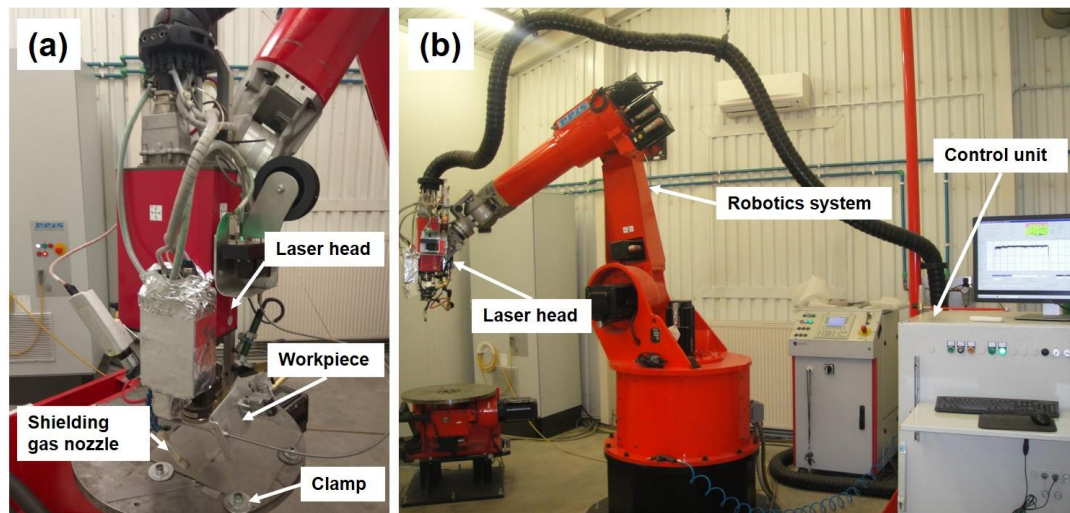 (a)
Laser head
Workpiece
Shielding
gas nozzle
Clamp
(b)
Control unit
Robotics system
Laser head